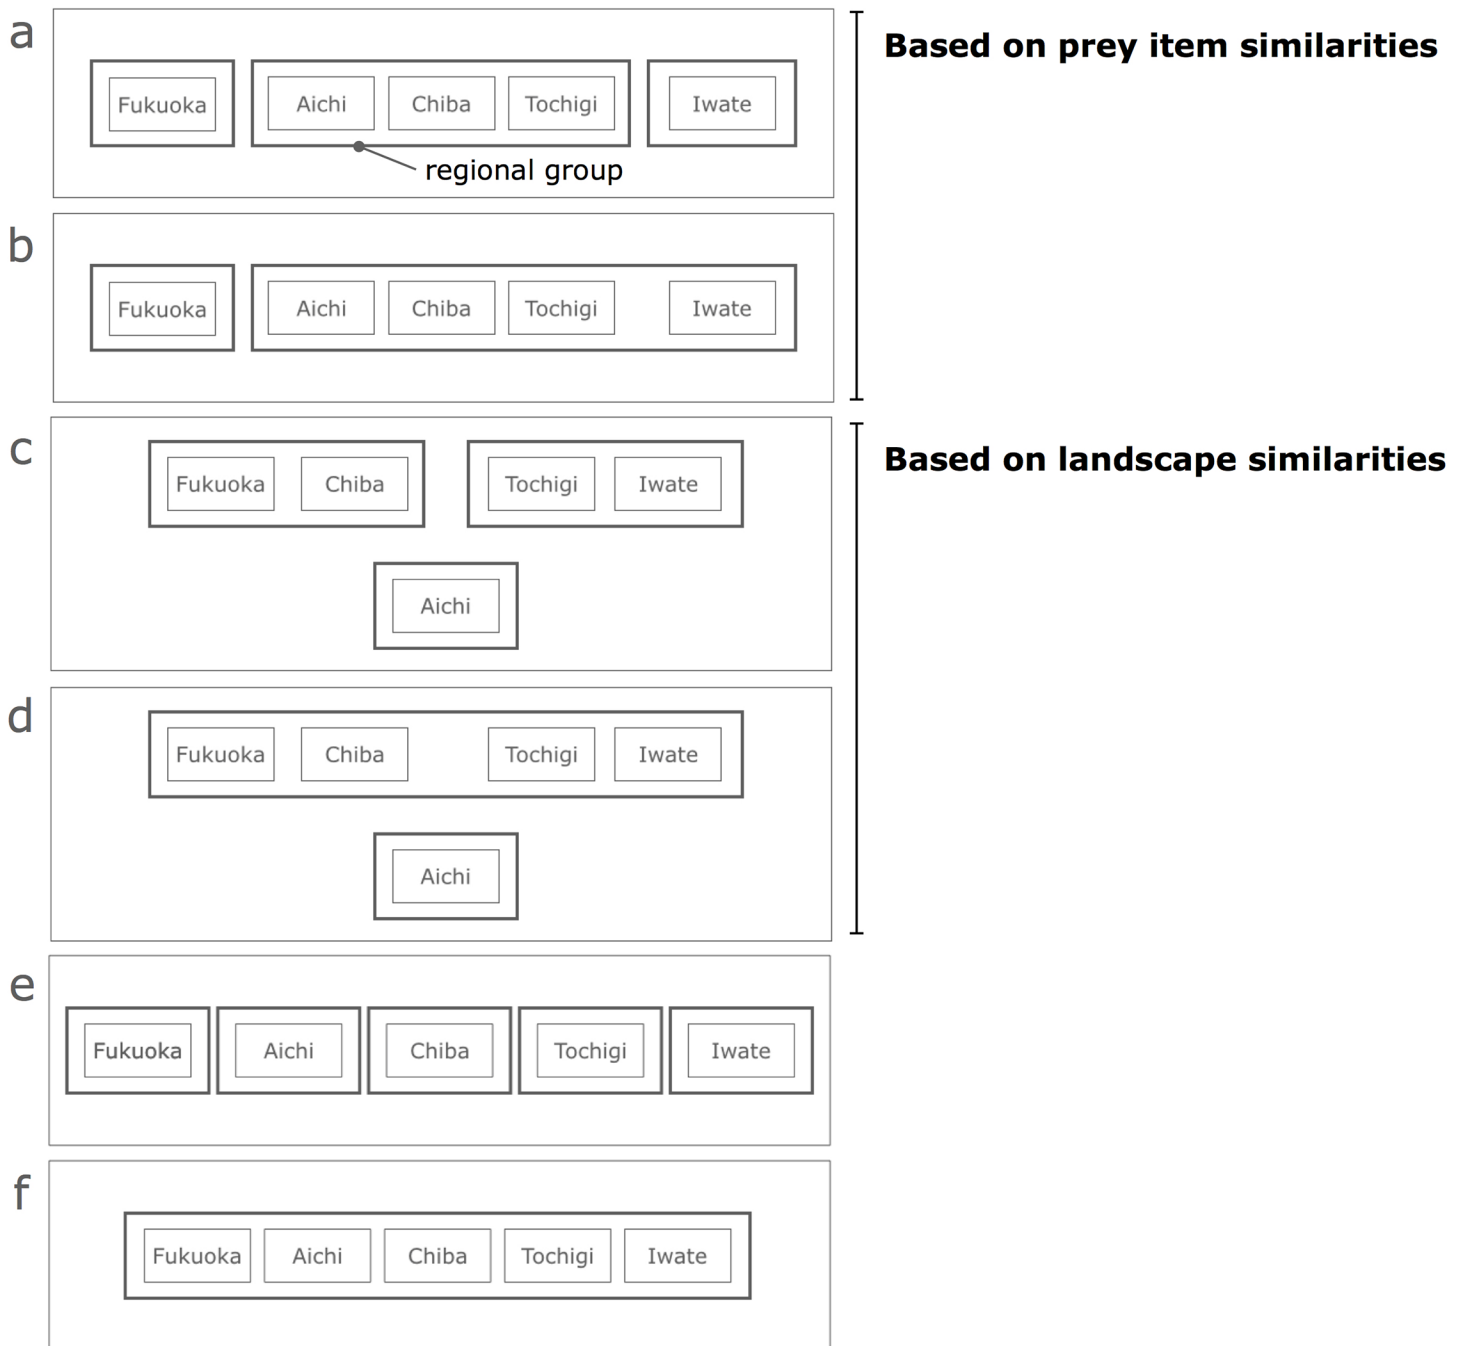 a
Based on prey item similarities
Fukuoka Aichi Chiba Tochigi Iwate
regional group
b
Fukuoka Aichi Chiba Tochigi Iwate
c
Based on landscape similarities
Fukuoka Chiba Tochigi Iwate
Aichi
d
Fukuoka Chiba Tochigi Iwate
Aichi
e
Fukuoka Aichi Chiba Tochigi Iwate
f
Fukuoka Aichi Chiba Tochigi Iwate